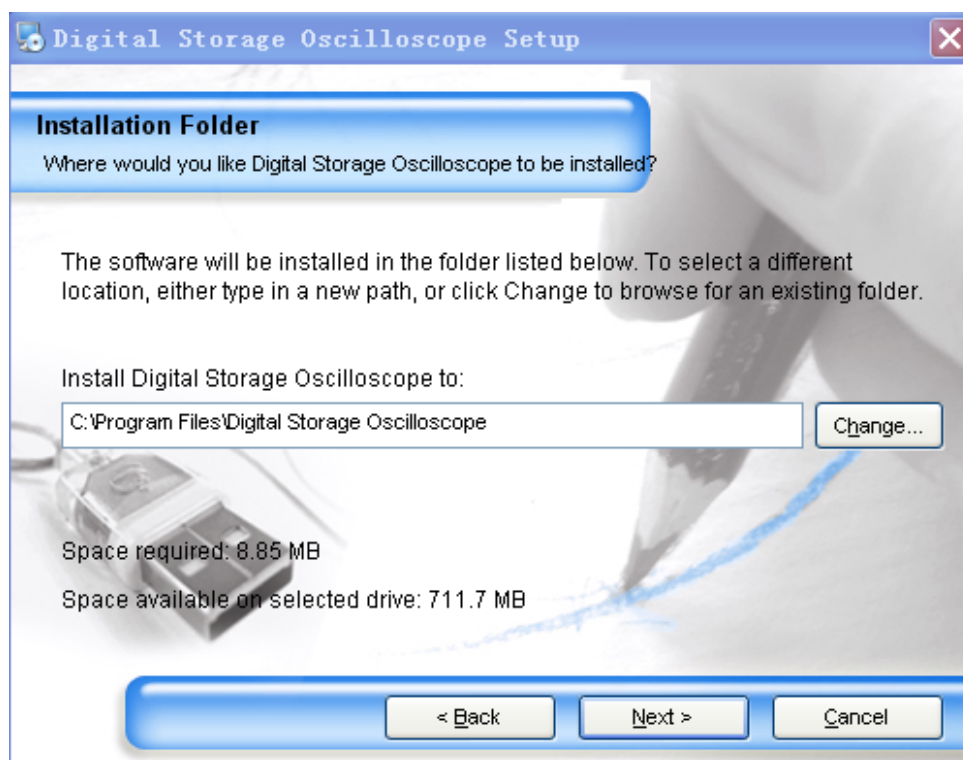 Digital Storage Oscilloscope Setup
Installation Folder
Where would you like Digital Storage Oscilloscope to be installed?
The software will be installed in the folder listed below. To select a different
location, either type in a new path, or click Change to browse for an existing folder.
Install Digital Storage Oscilloscope to:
C:\Program Files\Digital Storage Oscilloscope
Change...
Space required: 8.85 MB
Space available on selected drive: 711.7 MB
< Back
Next >
Cancel